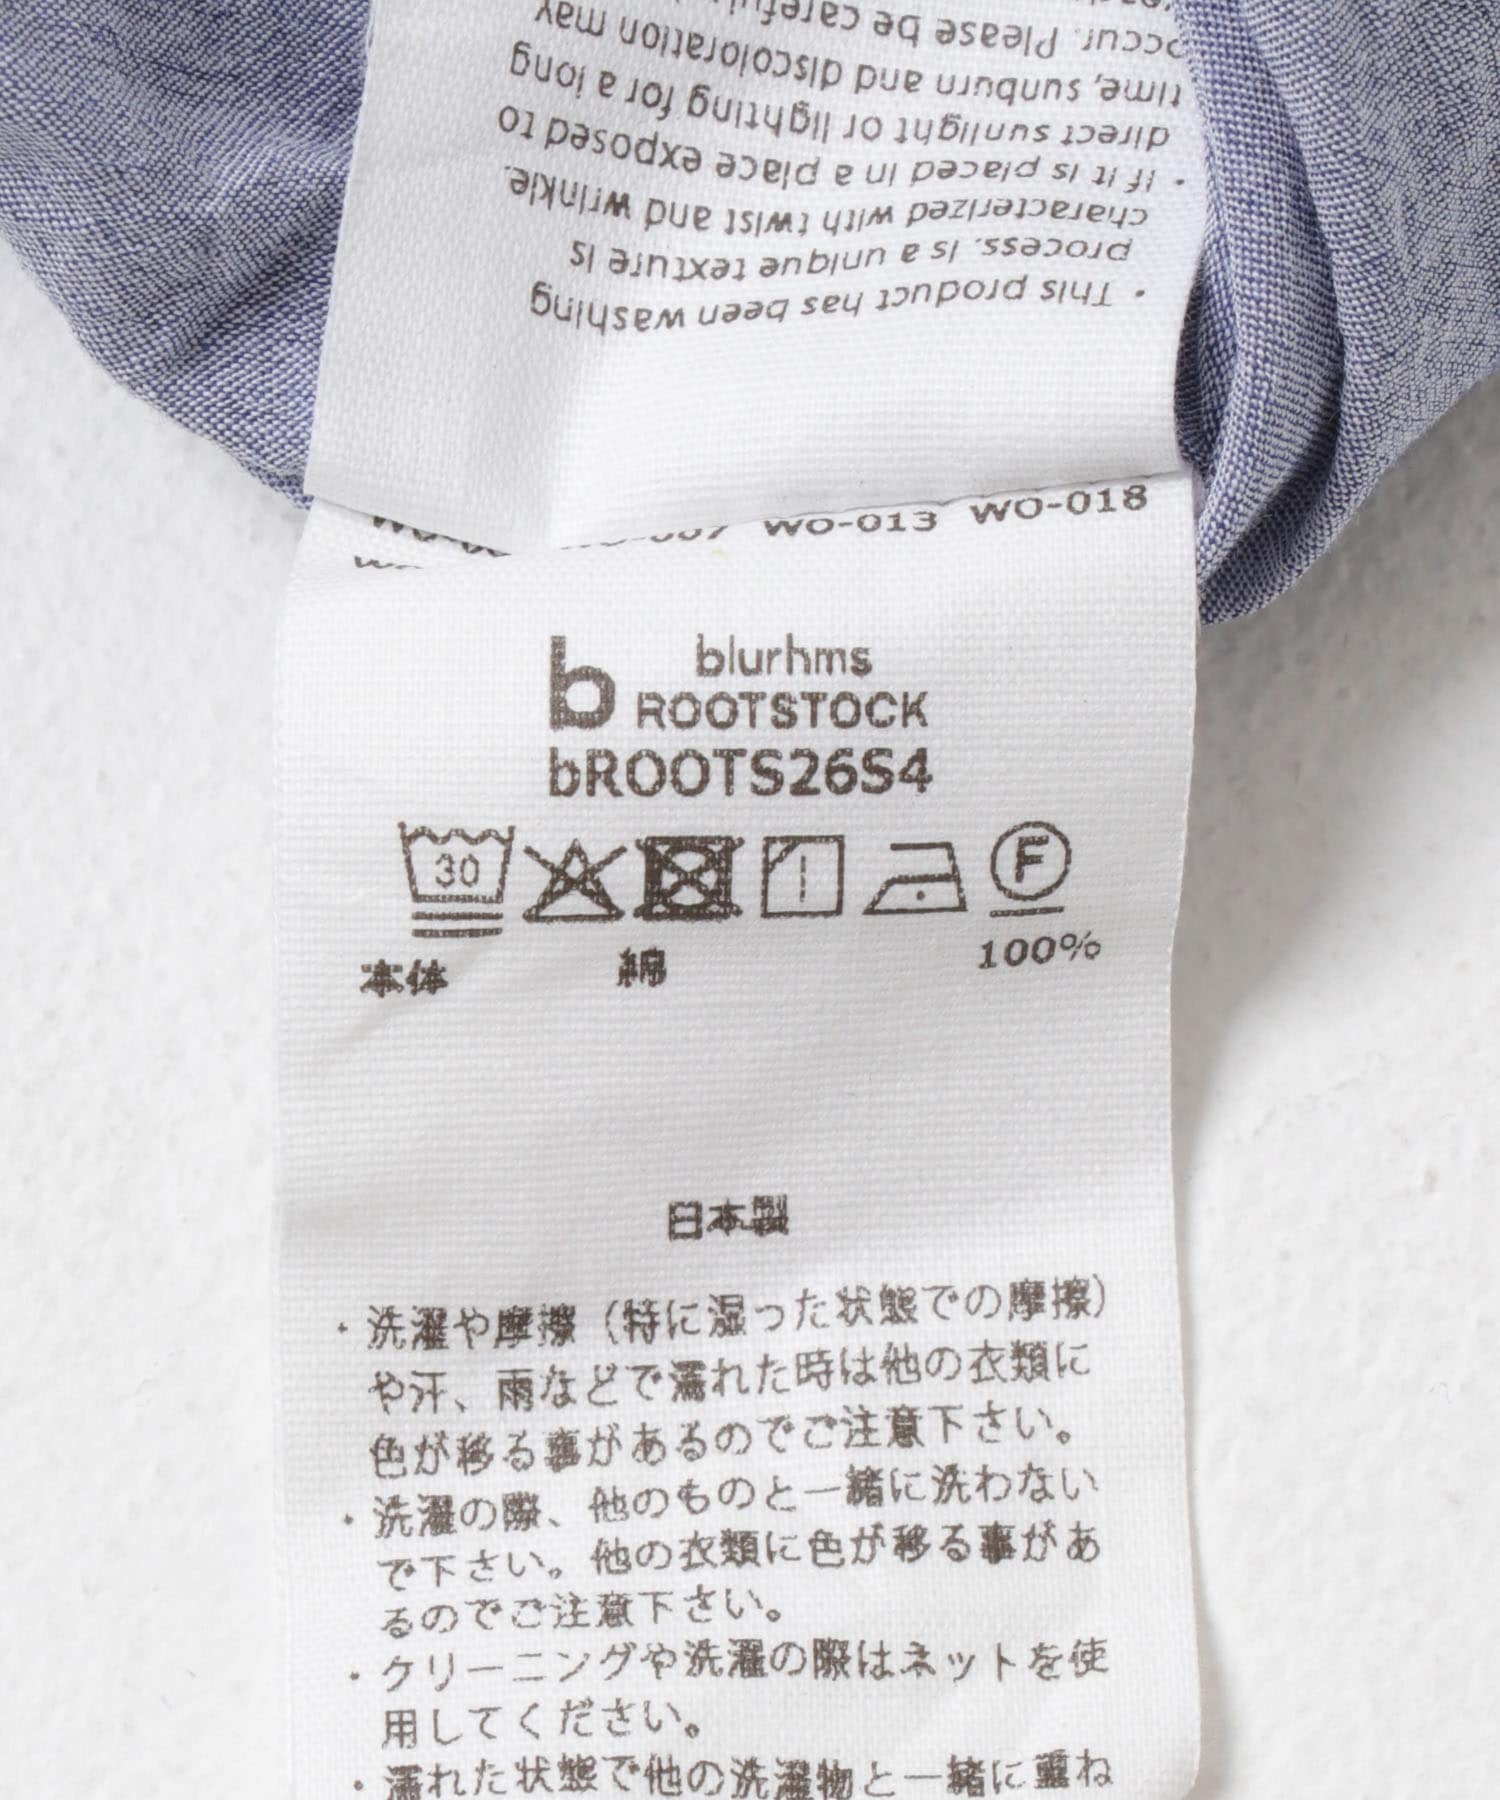 • This product has been washing
process. Is a unique texture is
characterized with twist and wrinkle.
• If it is placed in a place exposed to
direct sunlight or lighting for a long
time, sunburn and discoloration may
occur. Please be careful
WO-013 WO-018
b blurhms
ROOTSTOCK
bROOTS26S4
30 F
本体 綿 100%
日本製
・洗濯や摩擦（特に湿った状態での摩擦）
や汗、雨などで濡れた時は他の衣類に
色が移る事があるのでご注意下さい。
・洗濯の際、他のものと一緒に洗わない
で下さい。他の衣類に色が移る事があ
るのでご注意下さい。
・クリーニングや洗濯の際はネットを使
用してください。
・濡れた状態で他の洗濯物と一緒に重ね